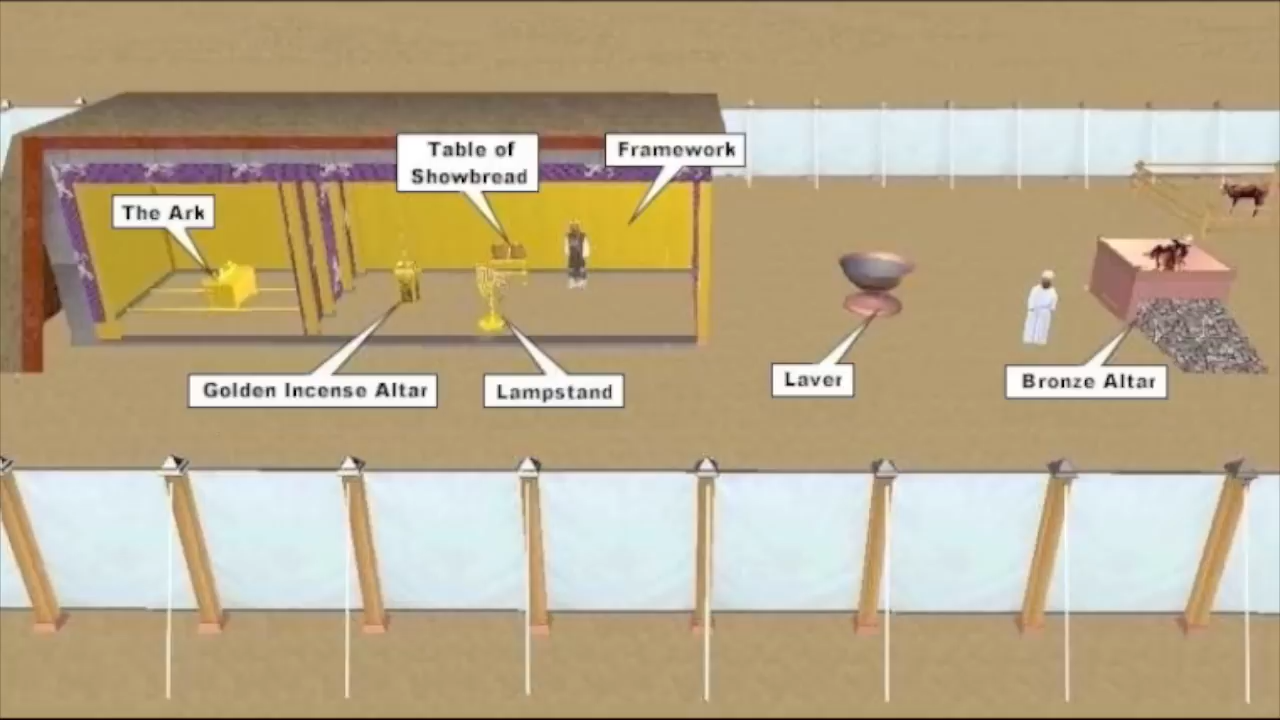 Table of
Showbread
Framework
The Ark
Golden Incense Altar
Lampstand
Laver
Bronze Altar